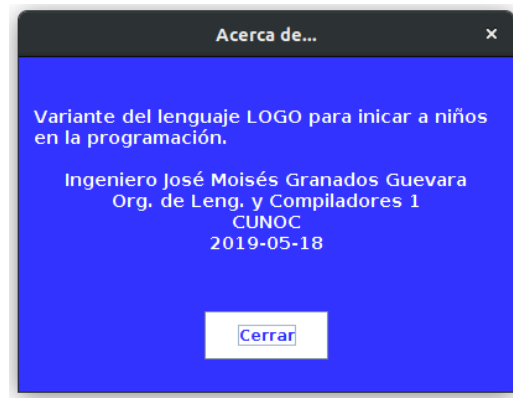 Acerca de...
×
Variante del lenguaje LOGO para inicar a niños
en la programación.
Ingeniero José Moisés Granados Guevara
Org. de Leng. y Compiladores 1
CUNOC
2019-05-18
Cerrar